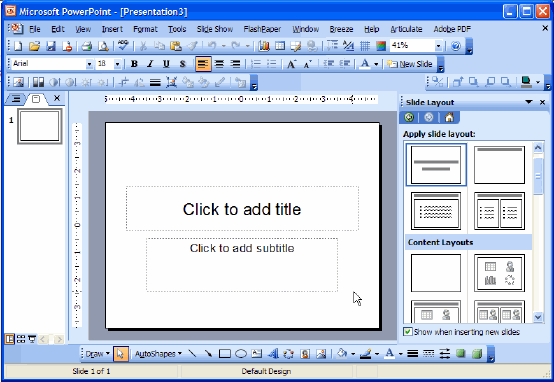 Microsoft PowerPoint - [Presentation3]
File Edit View Insert Format Tools Slide Show FlashPaper Window Breeze Help Articulate Adobe PDF
41%
Arial 18 B I U S A A A New Slide
Slide Layout
1
Apply slide layout:
Click to add title
Click to add subtitle
Content Layouts
Show when inserting new slides
Draw AutoShapes A A
Slide 1 of 1 Default Design